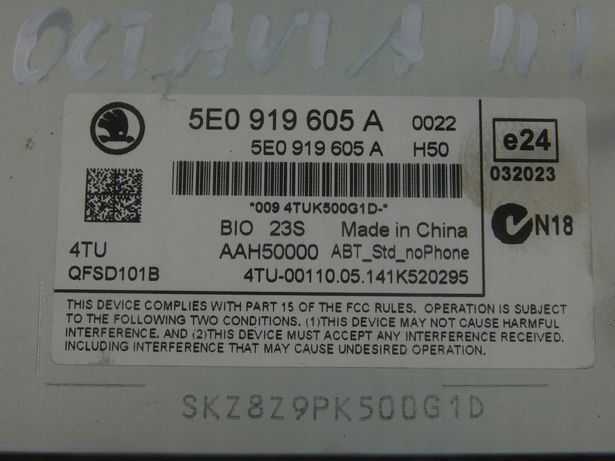 OCTAVIA III
5E0 919 605 A 0022
5E0 919 605 A H50
e24
032023
*009 4TUK500G1D-*
BIO 23S Made in China
N18
4TU AAH50000 ABT_Std_noPhone
QFSD101B 4TU-00110.05.141K520295
THIS DEVICE COMPLIES WITH PART 15 OF THE FCC RULES. OPERATION IS SUBJECT
TO THE FOLLOWING TWO CONDITIONS. (1)THIS DEVICE MAY NOT CAUSE HARMFUL
INTERFERENCE. AND (2)THIS DEVICE MUST ACCEPT ANY INTERFERENCE RECEIVED.
INCLUDING INTERFERENCE THAT MAY CAUSE UNDESIRED OPERATION.
SKZ8Z9PK500G1D